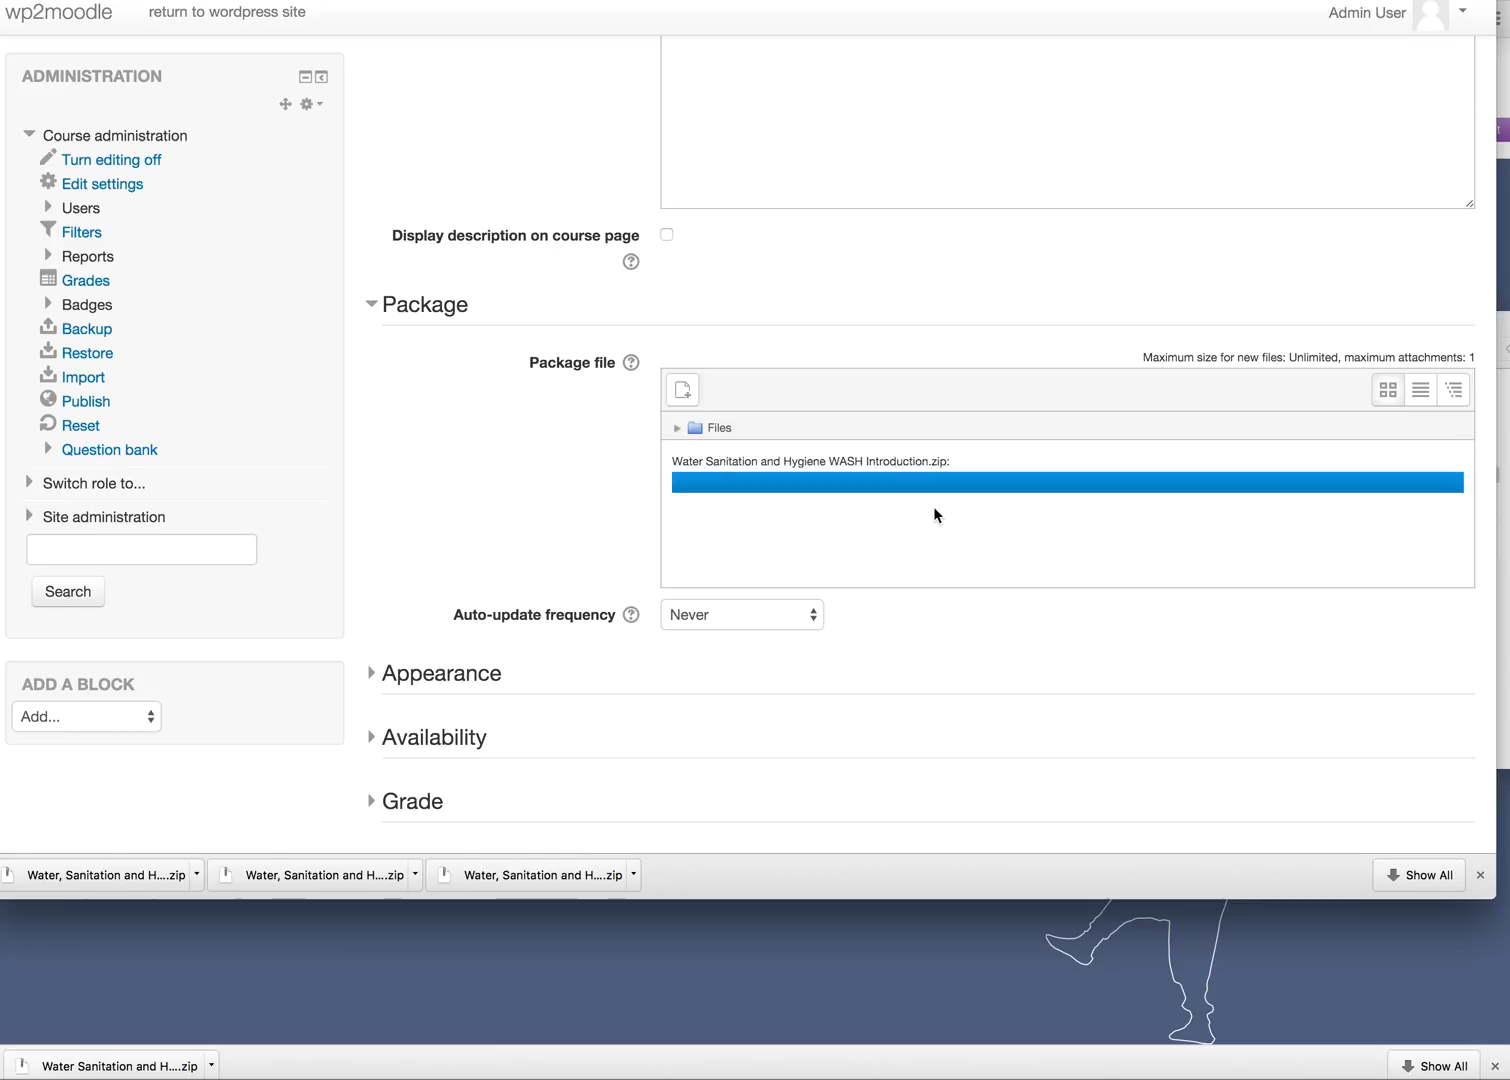 wp2moodle
return to wordpress site
Admin User
ADMINISTRATION
Course administration
Turn editing off
Edit settings
Users
Filters
Reports
Grades
Badges
Backup
Restore
Import
Publish
Reset
Question bank
Switch role to...
Site administration
Search
ADD A BLOCK
Add...
Display description on course page
Package
Package file
Maximum size for new files: Unlimited, maximum attachments: 1
Files
Water Sanitation and Hygiene WASH Introduction.zip:
Auto-update frequency
Never
Appearance
Availability
Grade
Water, Sanitation and H....zip
Water, Sanitation and H....zip
Water, Sanitation and H....zip
Show All
Water Sanitation and H....zip
Show All